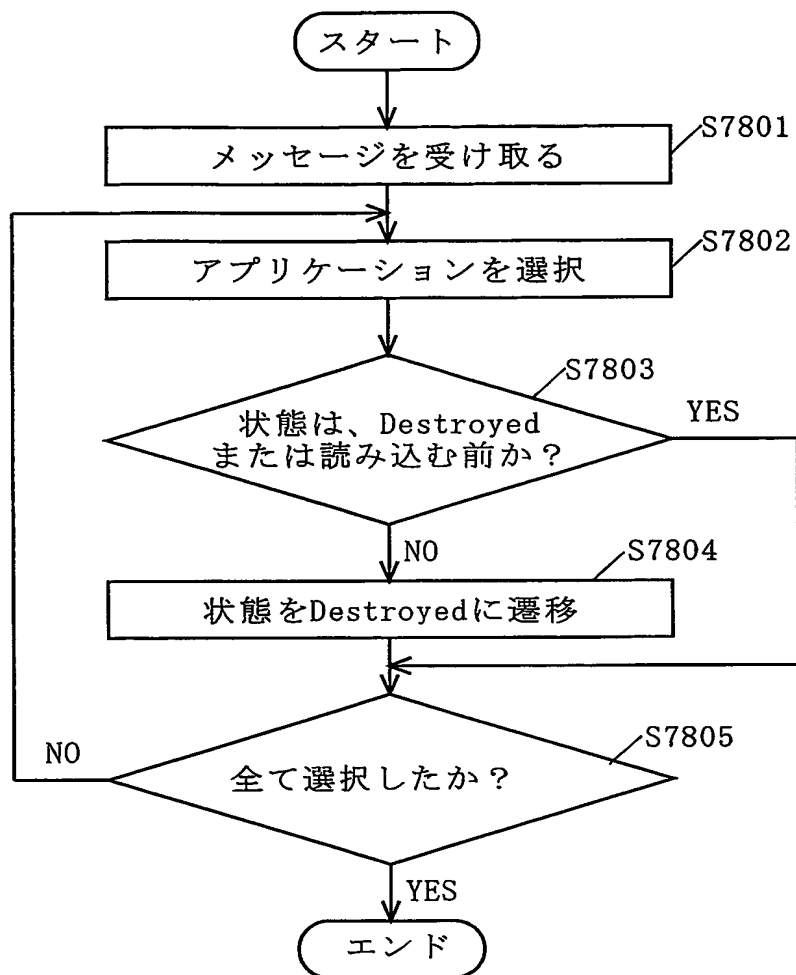 スタート
S7801
メッセージを受け取る
S7802
アプリケーションを選択
S7803
状態は、Destroyed
または読み込む前か？
YES
NO
S7804
状態をDestroyedに遷移
S7805
NO
全て選択したか？
YES
エンド